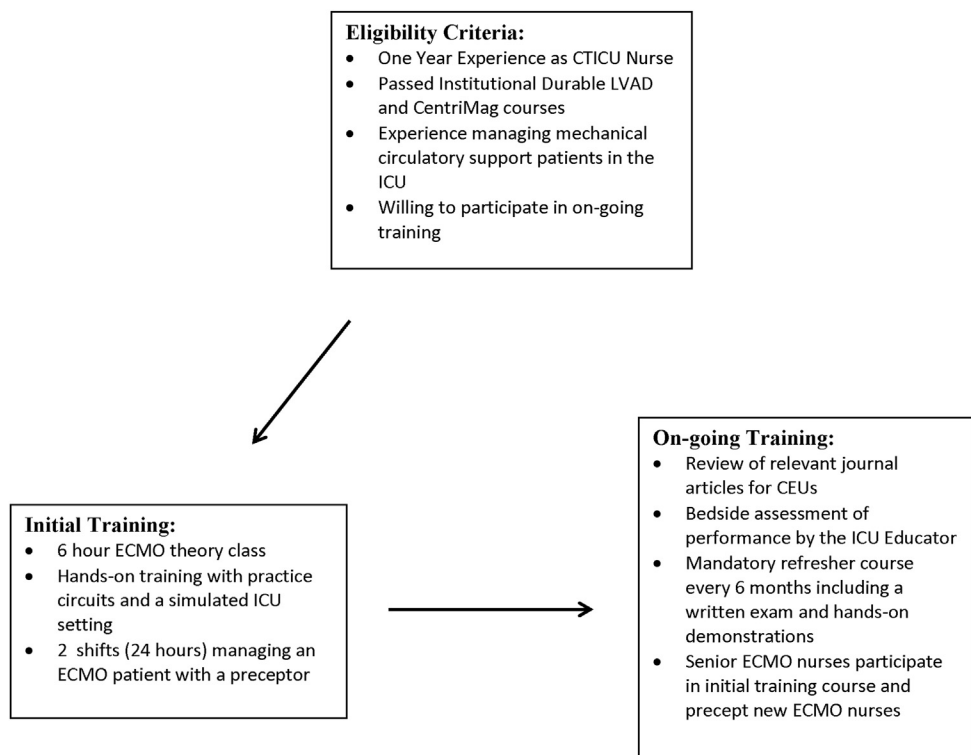 Eligibility Criteria:
• One Year Experience as CTICU Nurse
• Passed Institutional Durable LVAD
and CentriMag courses
• Experience managing mechanical
circulatory support patients in the
ICU
• Willing to participate in on-going
training
Initial Training:
• 6 hour ECMO theory class
• Hands-on training with practice
circuits and a simulated ICU
setting
• 2 shifts (24 hours) managing an
ECMO patient with a preceptor
On-going Training:
• Review of relevant journal
articles for CEUs
• Bedside assessment of
performance by the ICU Educator
• Mandatory refresher course
every 6 months including a
written exam and hands-on
demonstrations
• Senior ECMO nurses participate
in initial training course and
precept new ECMO nurses